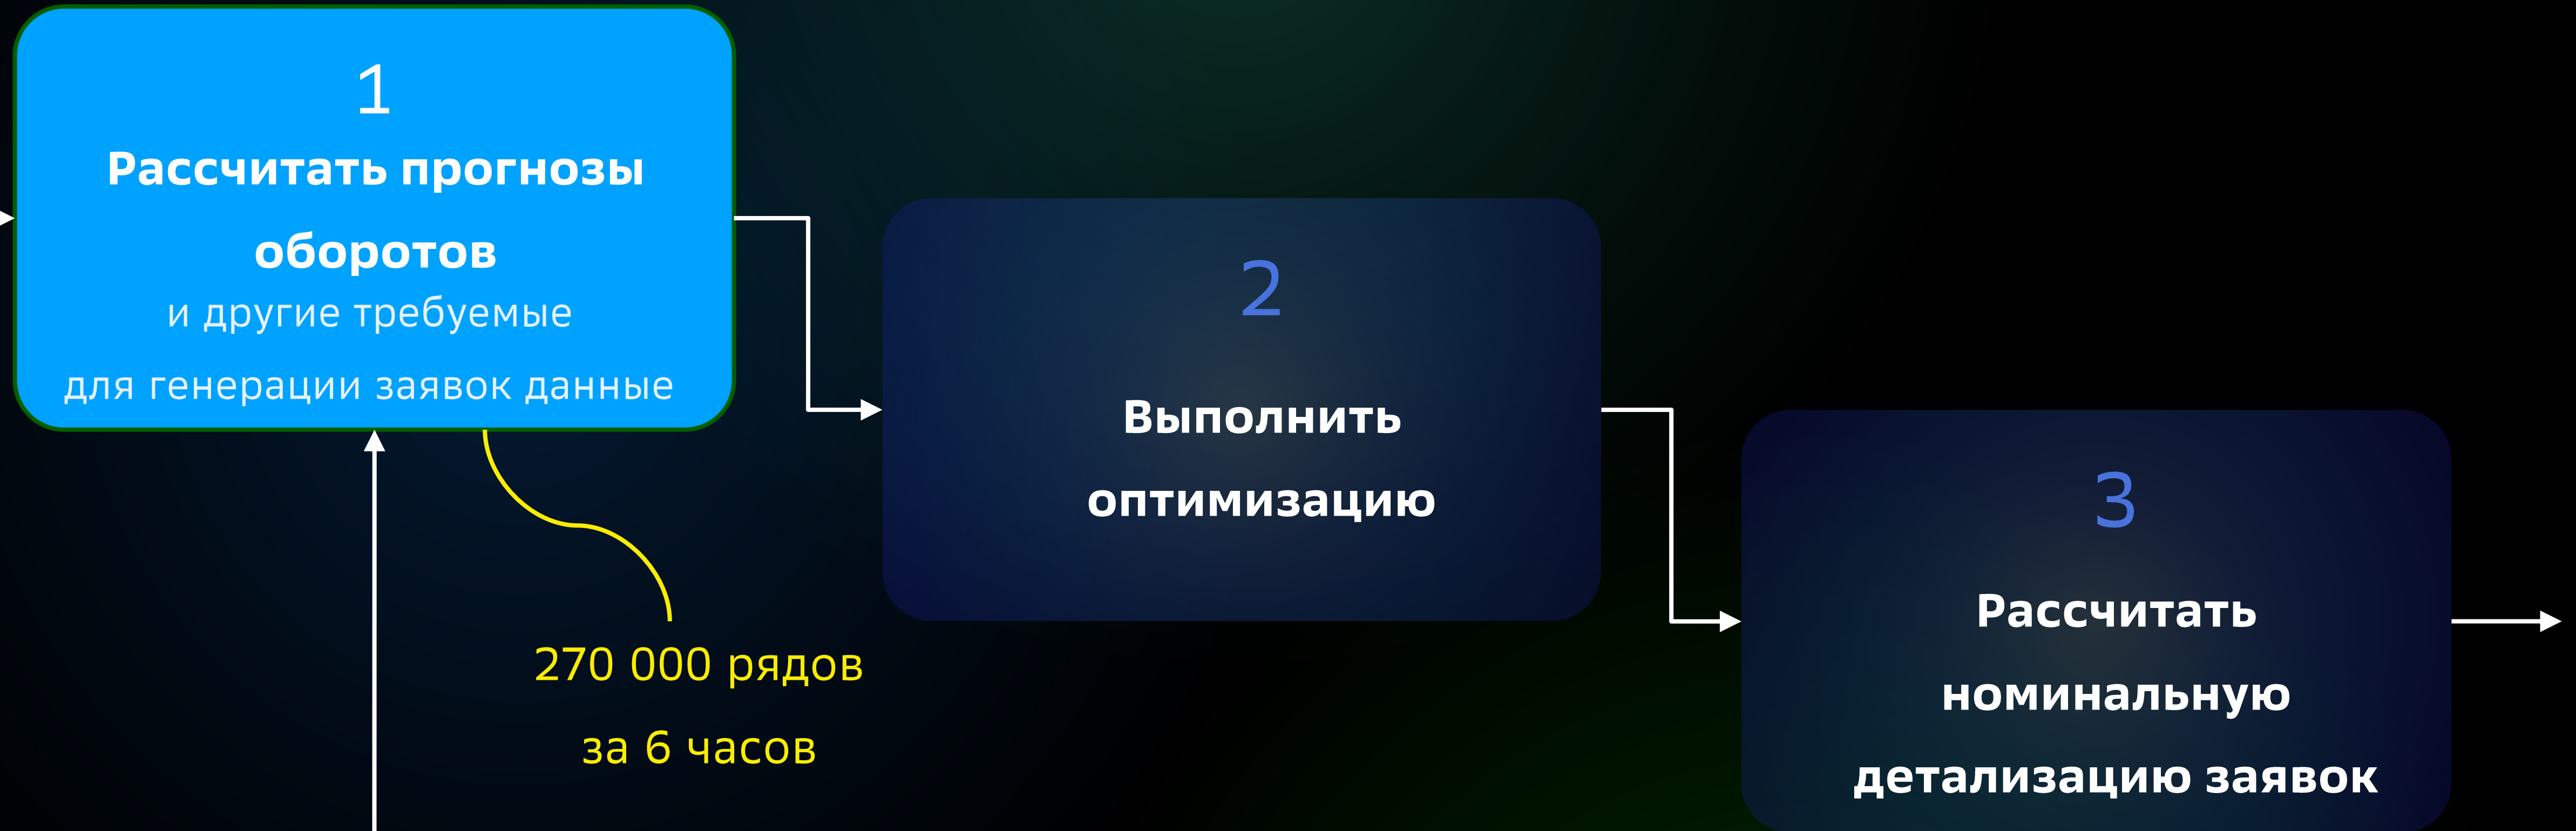 1
Рассчитать прогнозы
оборотов
и другие требуемые
для генерации заявок данные
2
Выполнить
оптимизацию
3
Рассчитать
номинальную
детализацию заявок
270 000 рядов
за 6 часов